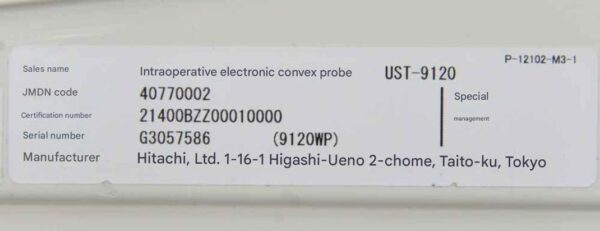 P-12102-M3-1
Sales name Intraoperative electronic convex probe UST-9120
JMDN code 40770002 Special
Certification number 21400BZZ00010000 management
Serial number G3057586 (9120WP)
Manufacturer Hitachi, Ltd. 1-16-1 Higashi-Ueno 2-chome, Taito-ku, Tokyo